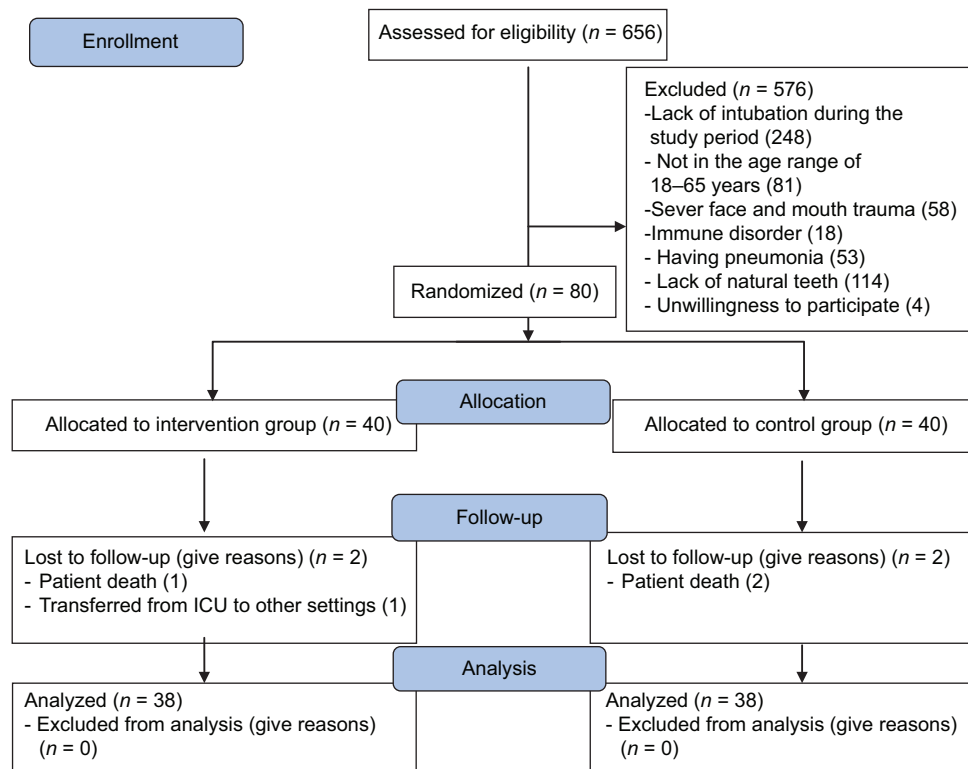 Enrollment
Assessed for eligibility (n = 656)
Excluded (n = 576)
-Lack of intubation during the
study period (248)
- Not in the age range of
18–65 years (81)
-Sever face and mouth trauma (58)
-Immune disorder (18)
- Having pneumonia (53)
- Lack of natural teeth (114)
- Unwillingness to participate (4)
Randomized (n = 80)
Allocation
Allocated to intervention group (n = 40)
Allocated to control group (n = 40)
Follow-up
Lost to follow-up (give reasons) (n = 2)
- Patient death (1)
- Transferred from ICU to other settings (1)
Lost to follow-up (give reasons) (n = 2)
- Patient death (2)
Analysis
Analyzed (n = 38)
- Excluded from analysis (give reasons)
(n = 0)
Analyzed (n = 38)
- Excluded from analysis (give reasons)
(n = 0)